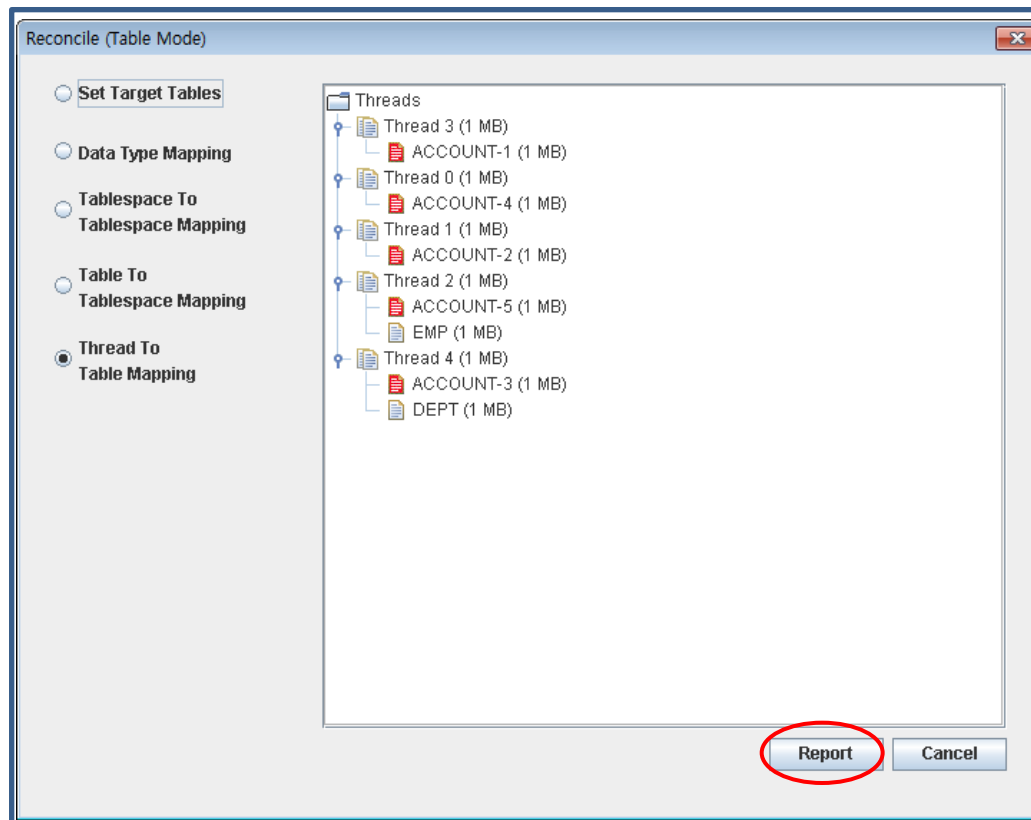 Reconcile (Table Mode)
Set Target Tables
Data Type Mapping
Tablespace To
Tablespace Mapping
Table To
Tablespace Mapping
Thread To
Table Mapping
Threads
Thread 3 (1 MB)
ACCOUNT-1 (1 MB)
Thread 0 (1 MB)
ACCOUNT-4 (1 MB)
Thread 1 (1 MB)
ACCOUNT-2 (1 MB)
Thread 2 (1 MB)
ACCOUNT-5 (1 MB)
EMP (1 MB)
Thread 4 (1 MB)
ACCOUNT-3 (1 MB)
DEPT (1 MB)
Report Cancel